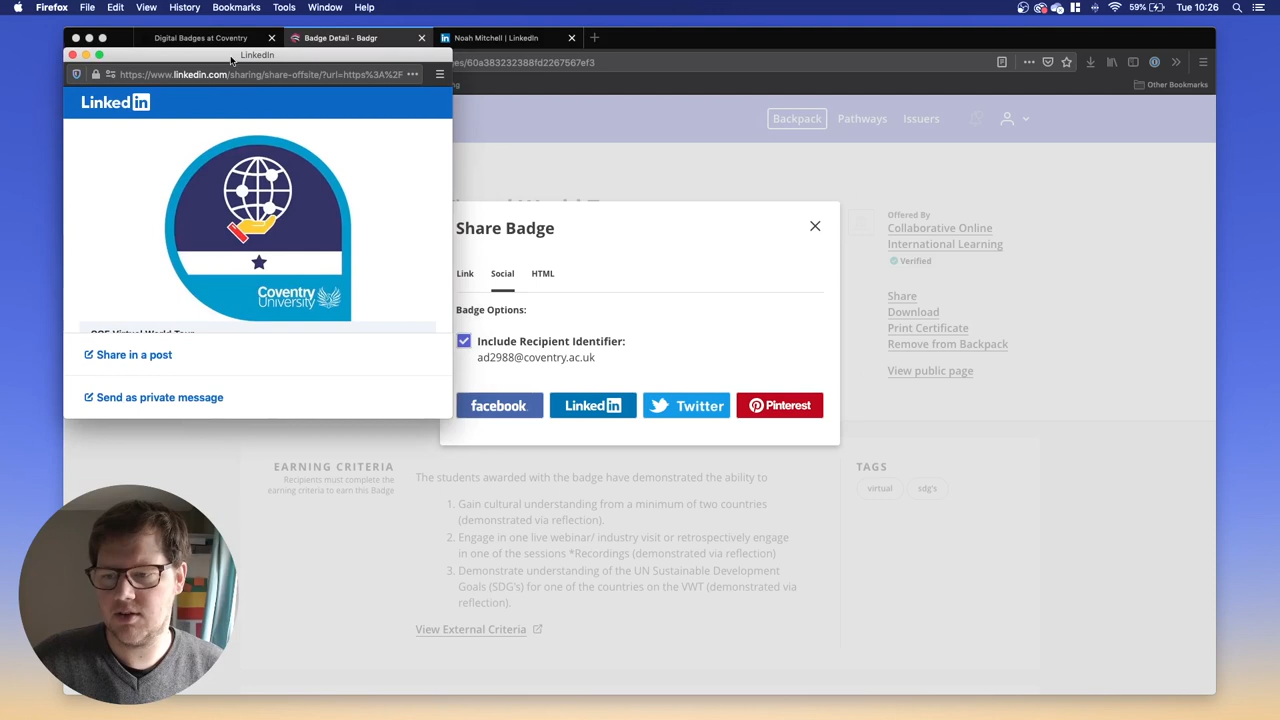 Firefox File Edit View History Bookmarks Tools Window Help
59% Tue 10:26
Digital Badges at Coventry
Badge Detail - Badgr
Noah Mitchell | LinkedIn
LinkedIn
https://www.linkedin.com/sharing/share-offsite/?url=https%3A%2F
ges/60a383232388fd2267567ef3
ng
Other Bookmarks
Linked in
Backpack Pathways Issuers
Coventry
University
Share in a post
Send as private message
Share Badge
Link Social HTML
Badge Options:
Include Recipient Identifier:
ad2988@coventry.ac.uk
facebook
Linked in
Twitter
Pinterest
Offered By
Collaborative Online
International Learning
Verified
Share
Download
Print Certificate
Remove from Backpack
View public page
EARNING CRITERIA
Recipients must complete the
earning criteria to earn this Badge
The students awarded with the badge have demonstrated the ability to
1. Gain cultural understanding from a minimum of two countries
(demonstrated via reflection).
2. Engage in one live webinar/ industry visit or retrospectively engage
in one of the sessions *Recordings (demonstrated via reflection)
3. Demonstrate understanding of the UN Sustainable Development
Goals (SDG's) for one of the countries on the VWT (demonstrated via
reflection).
View External Criteria
TAGS
virtual sdg's